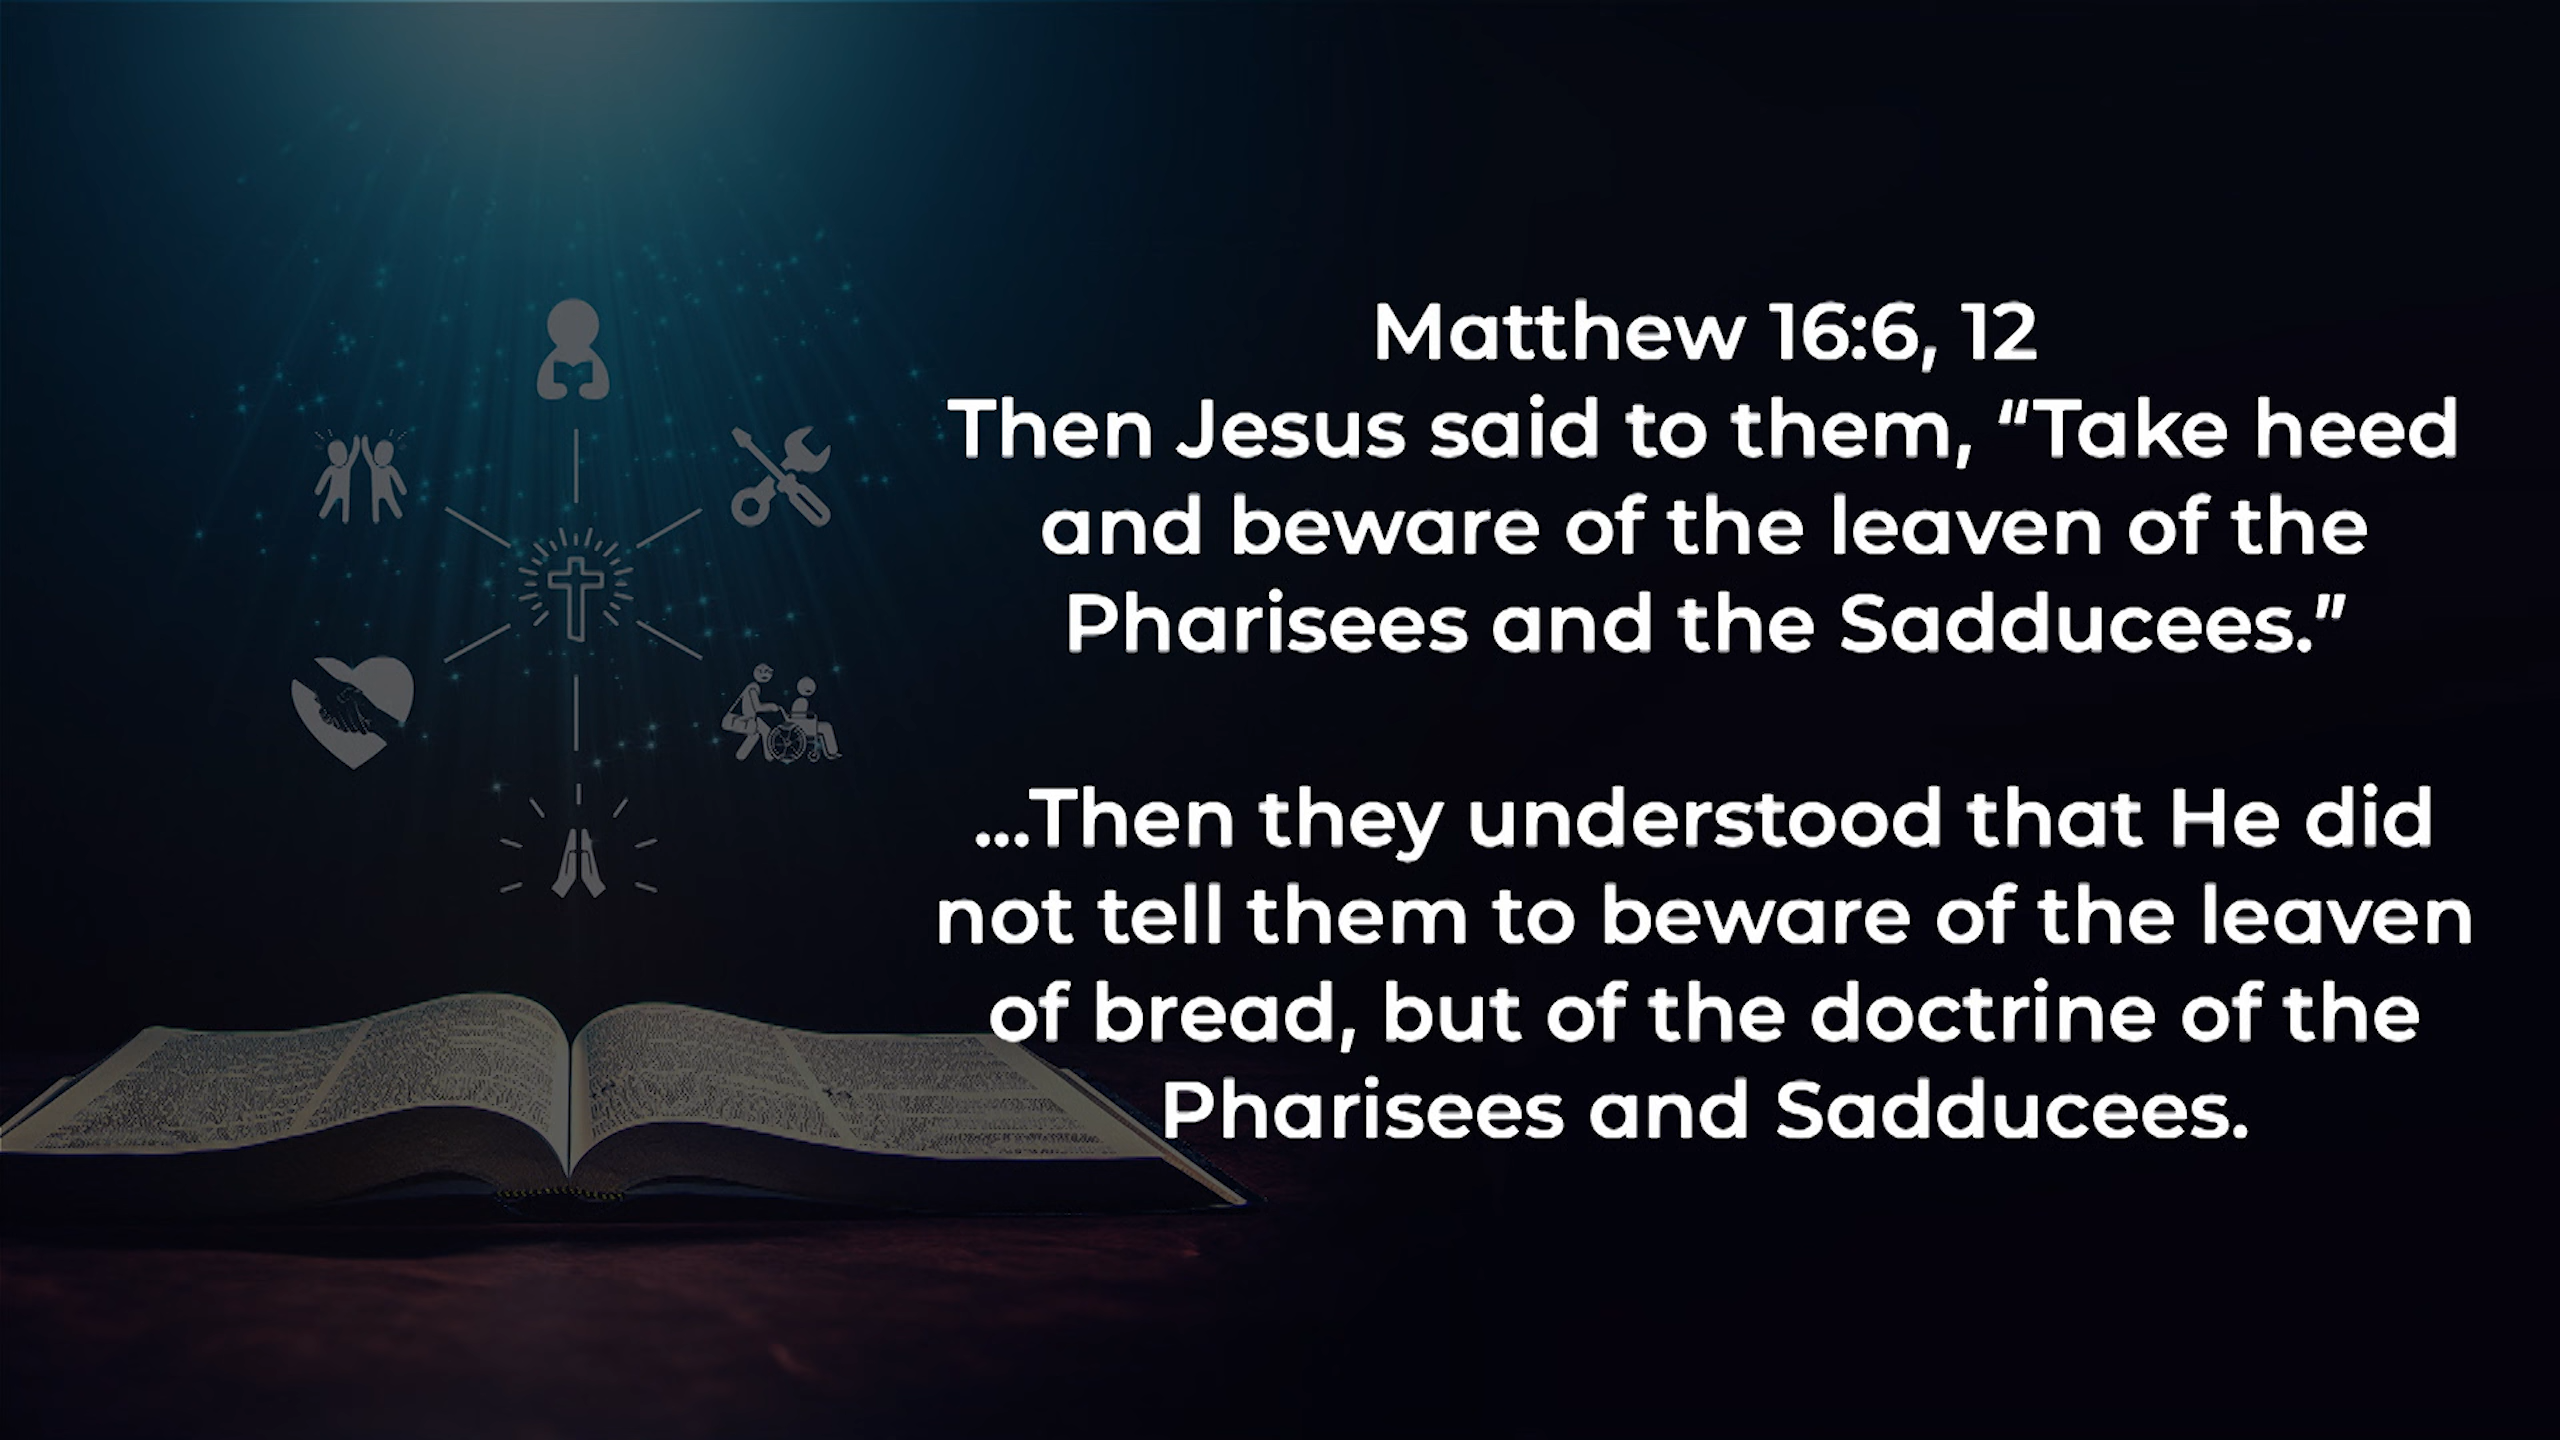 Matthew 16:6, 12
Then Jesus said to them, “Take heed
and beware of the leaven of the
Pharisees and the Sadducees.”
...Then they understood that He did
not tell them to beware of the leaven
of bread, but of the doctrine of the
Pharisees and Sadducees.